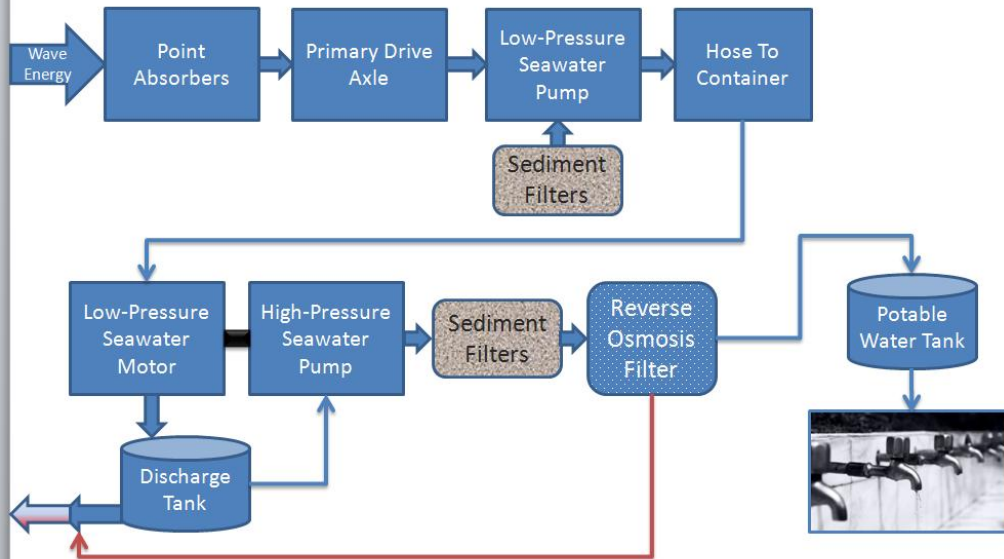 Wave
Energy
Point
Absorbers
Primary Drive
Axle
Low-Pressure
Seawater
Pump
Hose To
Container
Sediment
Filters
Low-Pressure
Seawater
Motor
High-Pressure
Seawater
Pump
Sediment
Filters
Reverse
Osmosis
Filter
Potable
Water Tank
Discharge
Tank